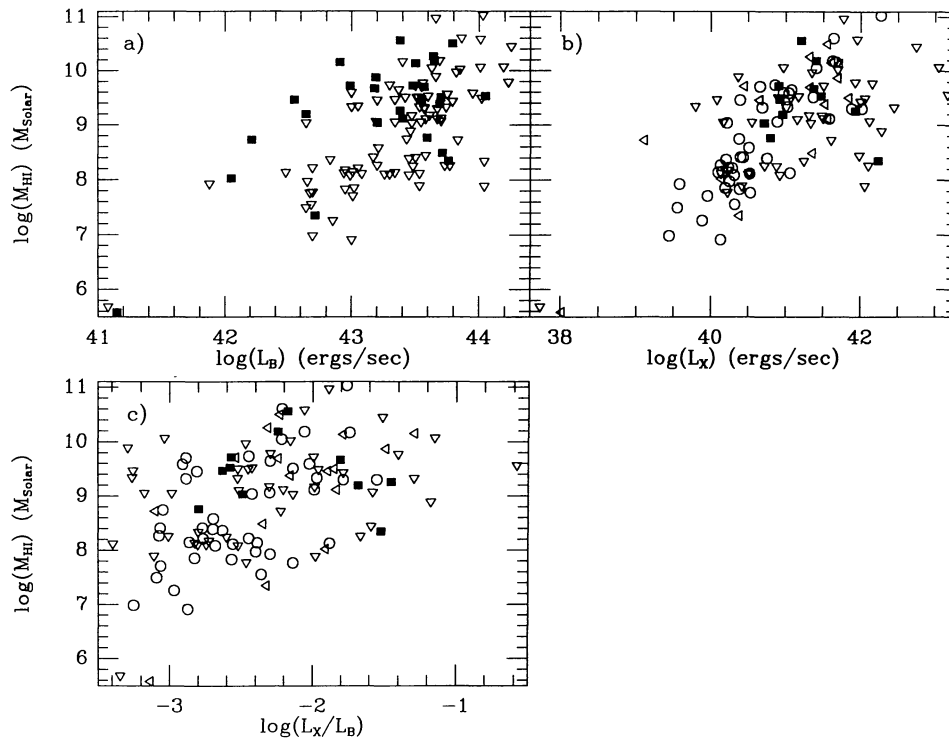 a)
b)
11
10
9
8
7
6
log(M_HI) (M_Solar)
41 42 43 44 38 40 42
log(L_B) (ergs/sec)
log(L_X) (ergs/sec)
c)
11
10
9
8
7
6
log(M_HI) (M_Solar)
-3 -2 -1
log(L_X/L_B)